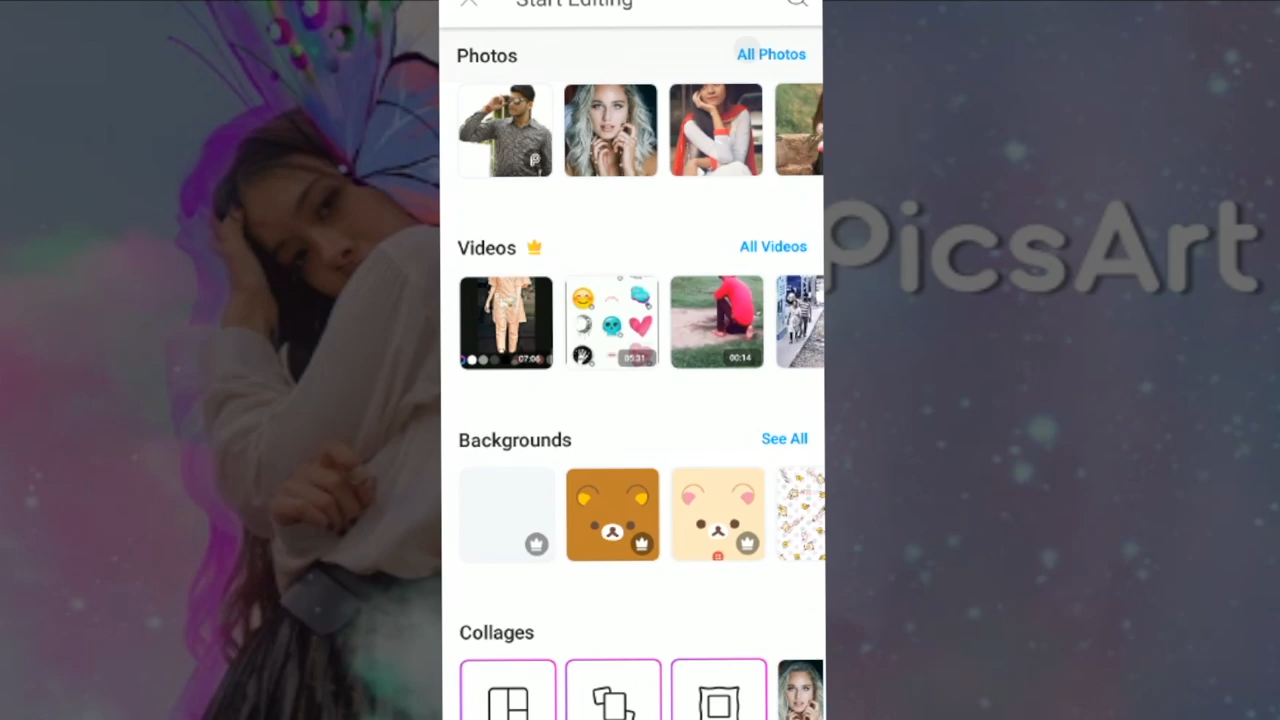 Start Editing
Photos
All Photos
Videos
All Videos
07:06
05:31
00:14
Backgrounds
See All
Collages
PicsArt